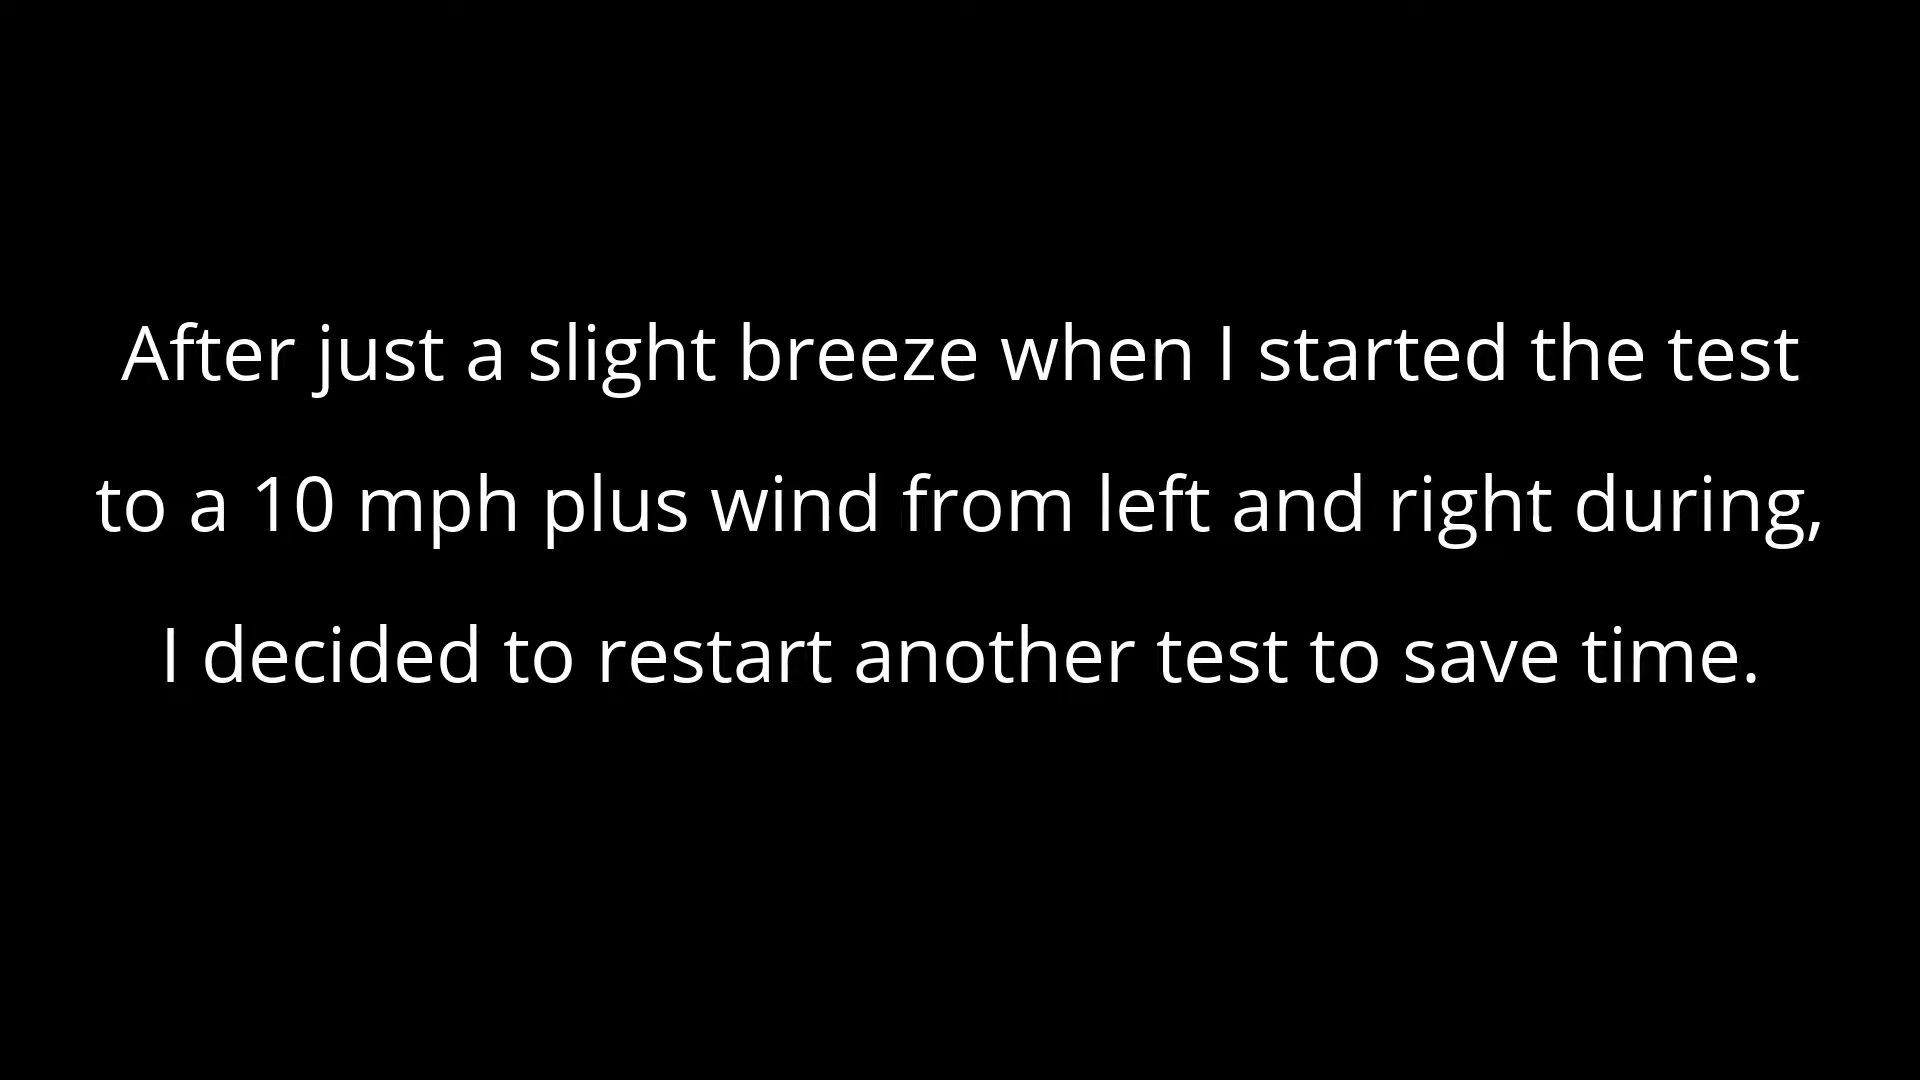 After just a slight breeze when I started the test
to a 10 mph plus wind from left and right during,
I decided to restart another test to save time.